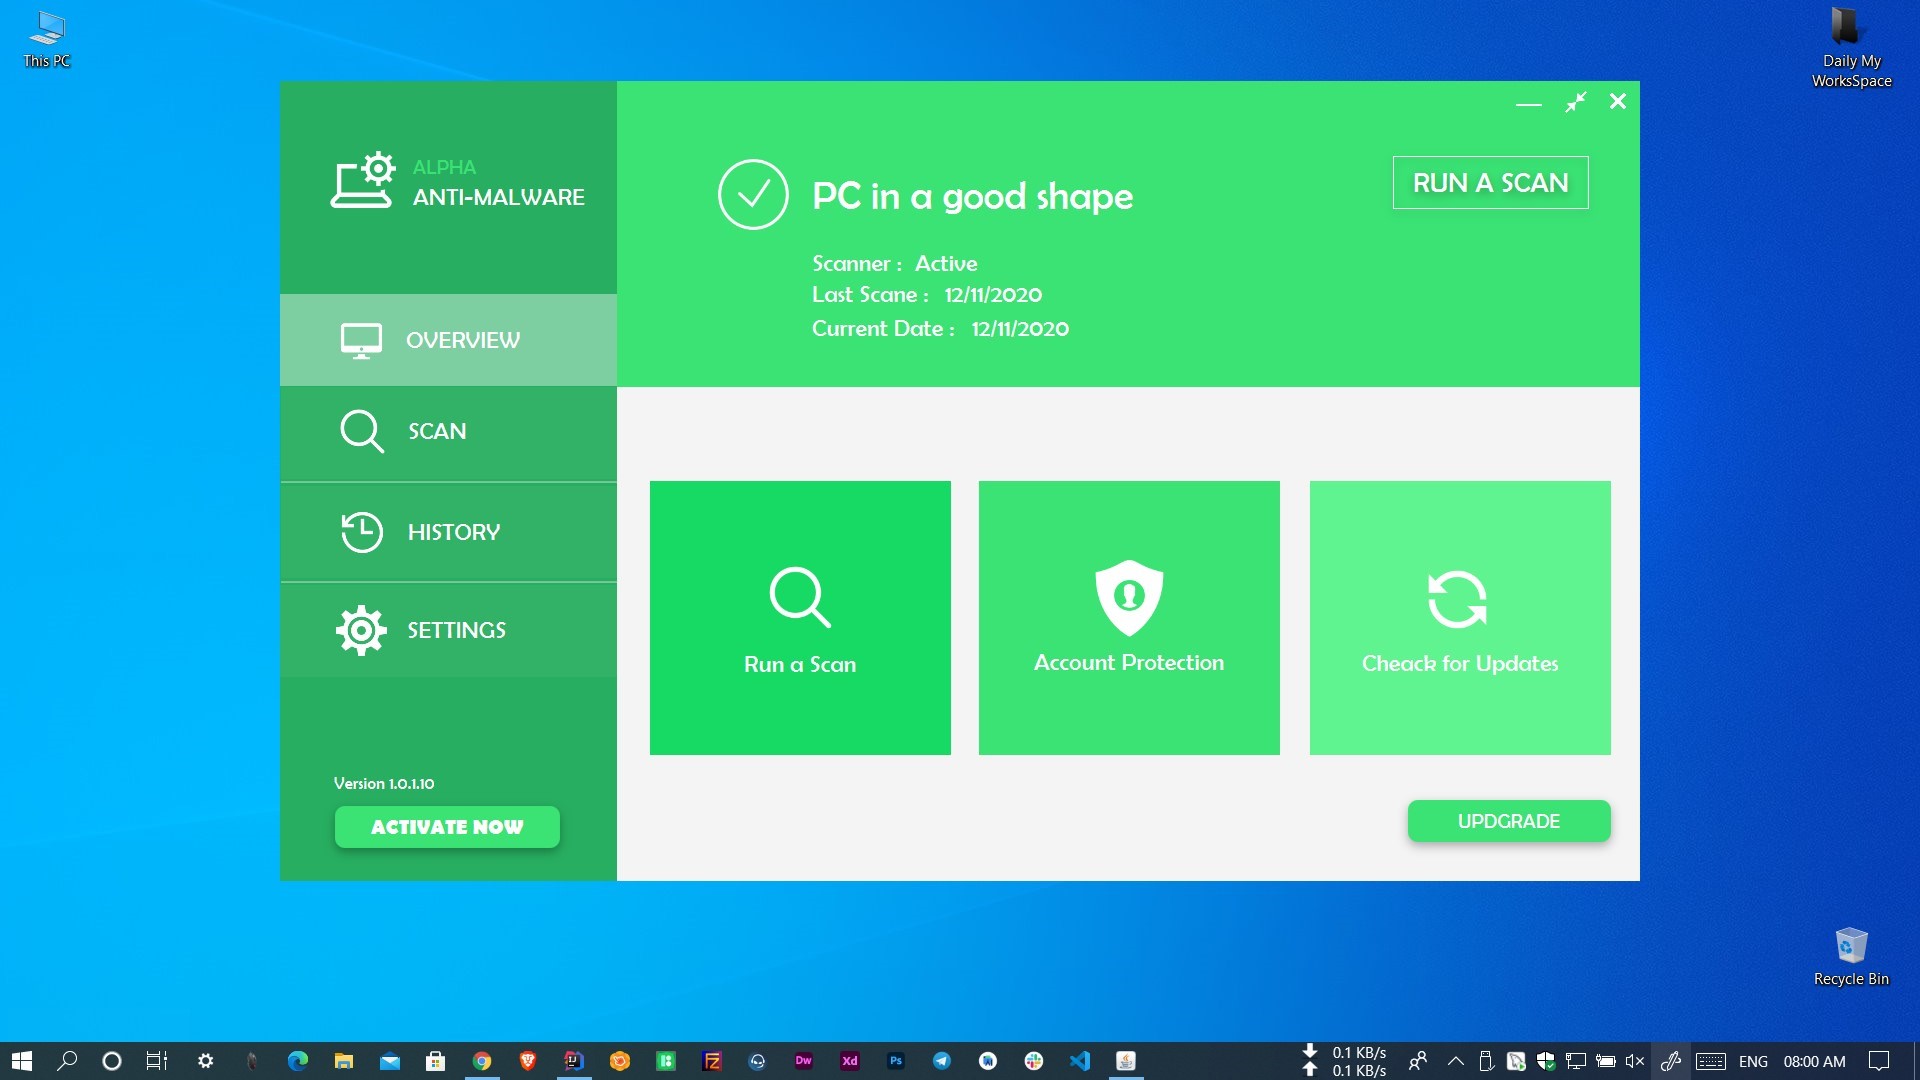 This PC
Daily My
WorksSpace
ALPHA
ANTI-MALWARE
OVERVIEW
SCAN
HISTORY
SETTINGS
Version 1.0.1.10
ACTIVATE NOW
PC in a good shape
RUN A SCAN
Scanner : Active
Last Scane : 12/11/2020
Current Date : 12/11/2020
Run a Scan
Account Protection
Cheack for Updates
UPDGRADE
Recycle Bin
Dw
Xd
Ps
0.1 KB/s
0.1 KB/s
ENG
08:00 AM